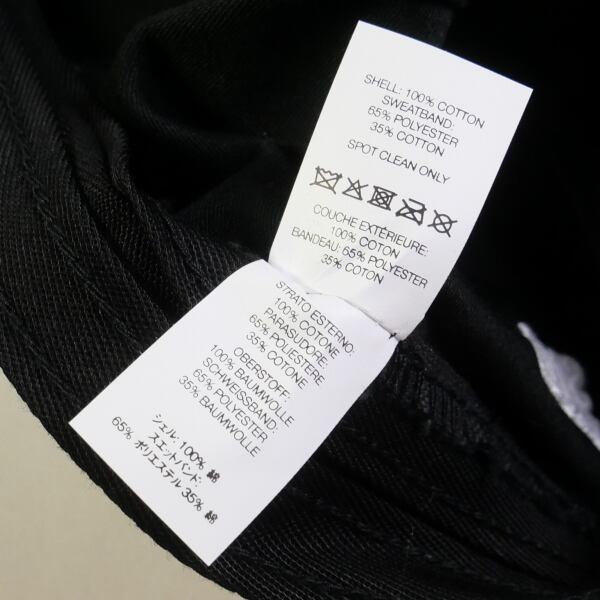 SHELL: 100% COTTON
SWEATBAND:
65% POLYESTER
35% COTTON
SPOT CLEAN ONLY
COUCHE EXTÉRIEURE:
100% COTON
BANDEAU: 65% POLYESTER
35% COTON
STRATO ESTERNO:
100% COTONE
PARASUDORE:
65% POLIESTERE
35% COTONE
OBERSTOFF:
100% BAUMWOLLE
SCHWEISSBAND:
65% POLYESTER
35% BAUMWOLLE
シェル: 100% 綿
スエットバンド:
65% ポリエステル 35% 綿